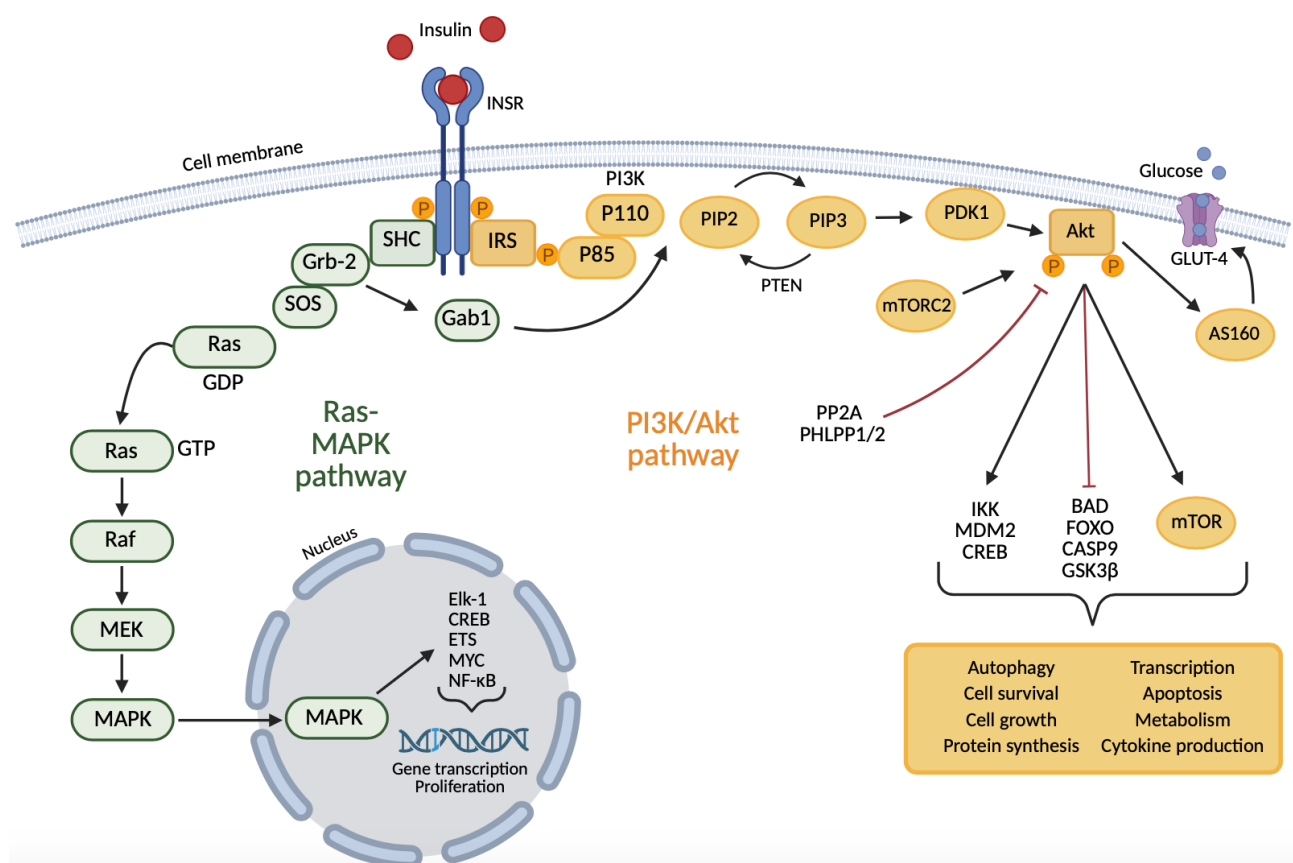 Insulin
INSR
Cell membrane
P
P
SHC
IRS
P
PI3K
P110
P85
Grb-2
SOS
Gab1
Ras
GDP
Ras
GTP
Raf
MEK
MAPK
Ras-
MAPK
pathway
PI3K/Akt
pathway
PIP2
PIP3
PTEN
PDK1
Akt
P
P
mTORC2
PP2A
PHLPP1/2
Glucose
GLUT-4
AS160
IKK
MDM2
CREB
BAD
FOXO
CASP9
GSK3β
mTOR
Autophagy
Cell survival
Cell growth
Protein synthesis
Transcription
Apoptosis
Metabolism
Cytokine production
Nucleus
MAPK
Elk-1
CREB
ETS
MYC
NF-κB
Gene transcription
Proliferation